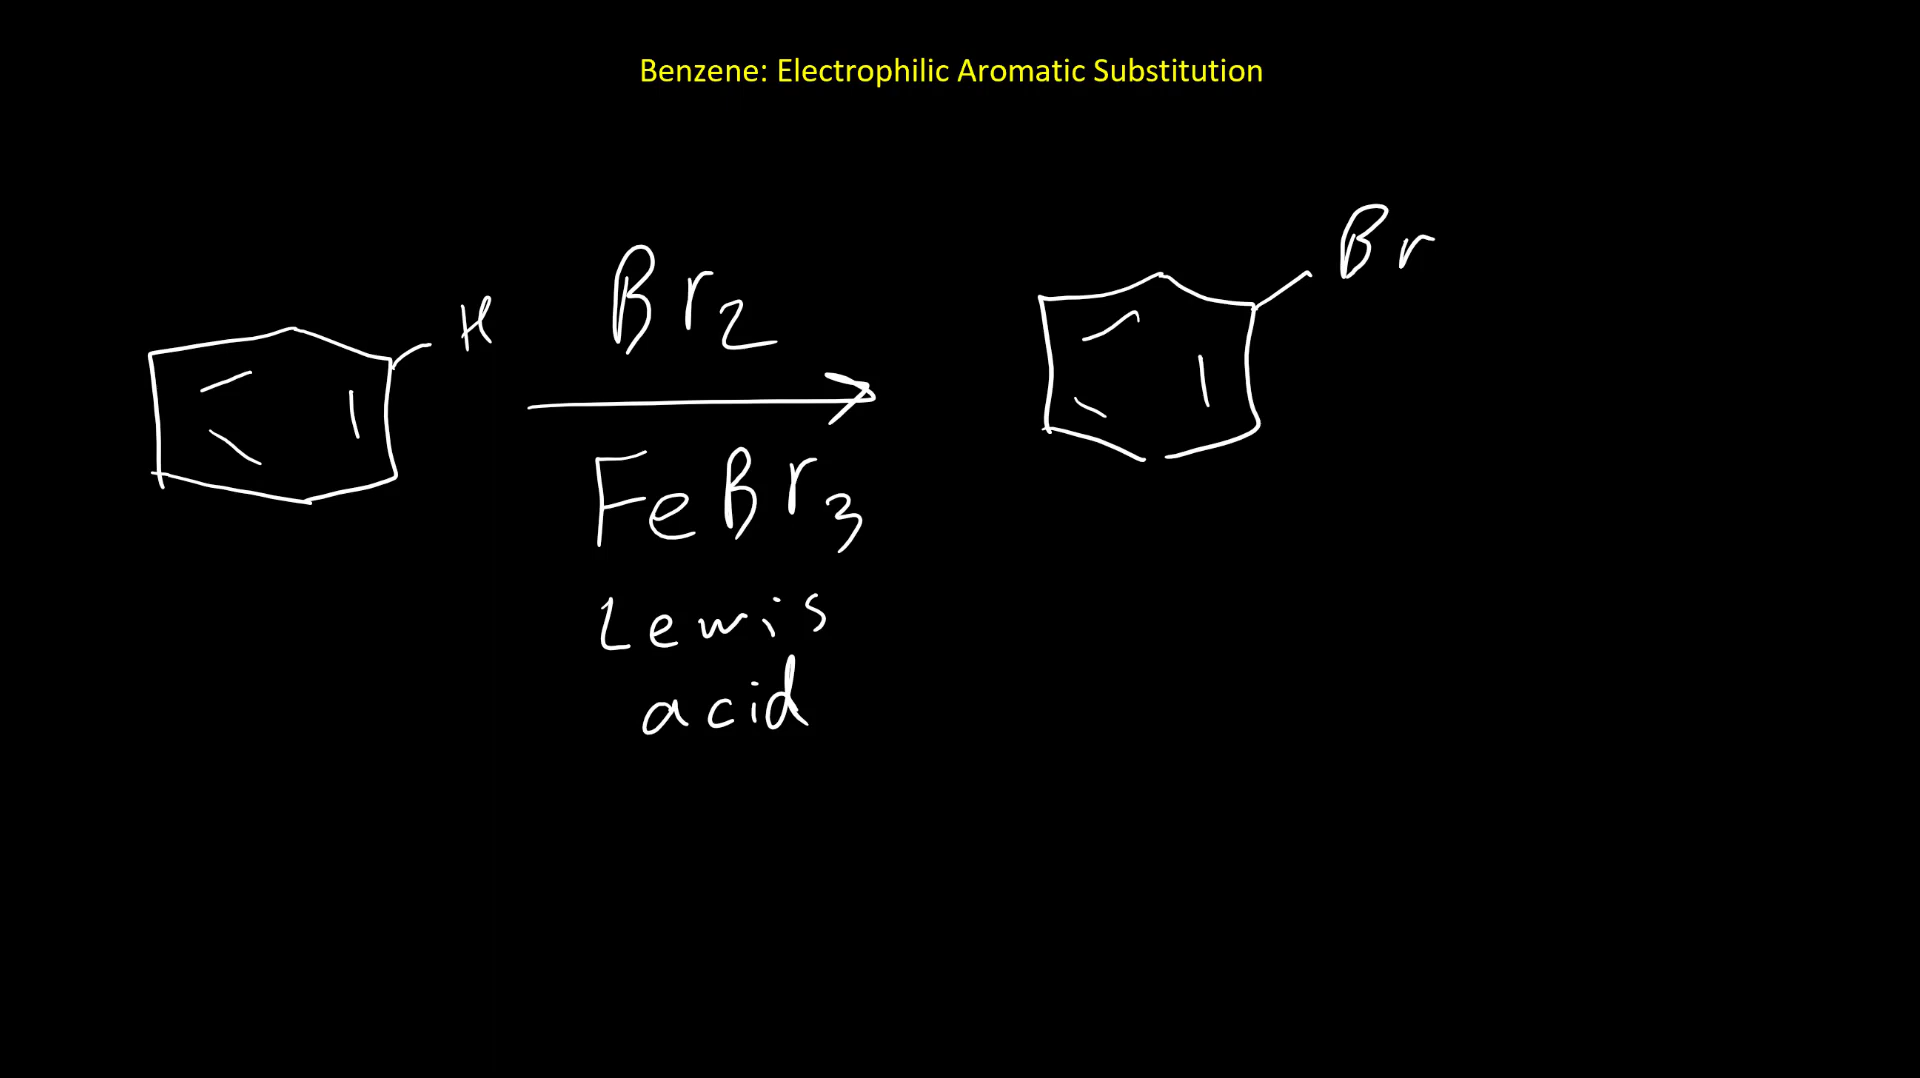 Benzene: Electrophilic Aromatic Substitution
H
Br2
FeBr3
Lewis
acid
Br